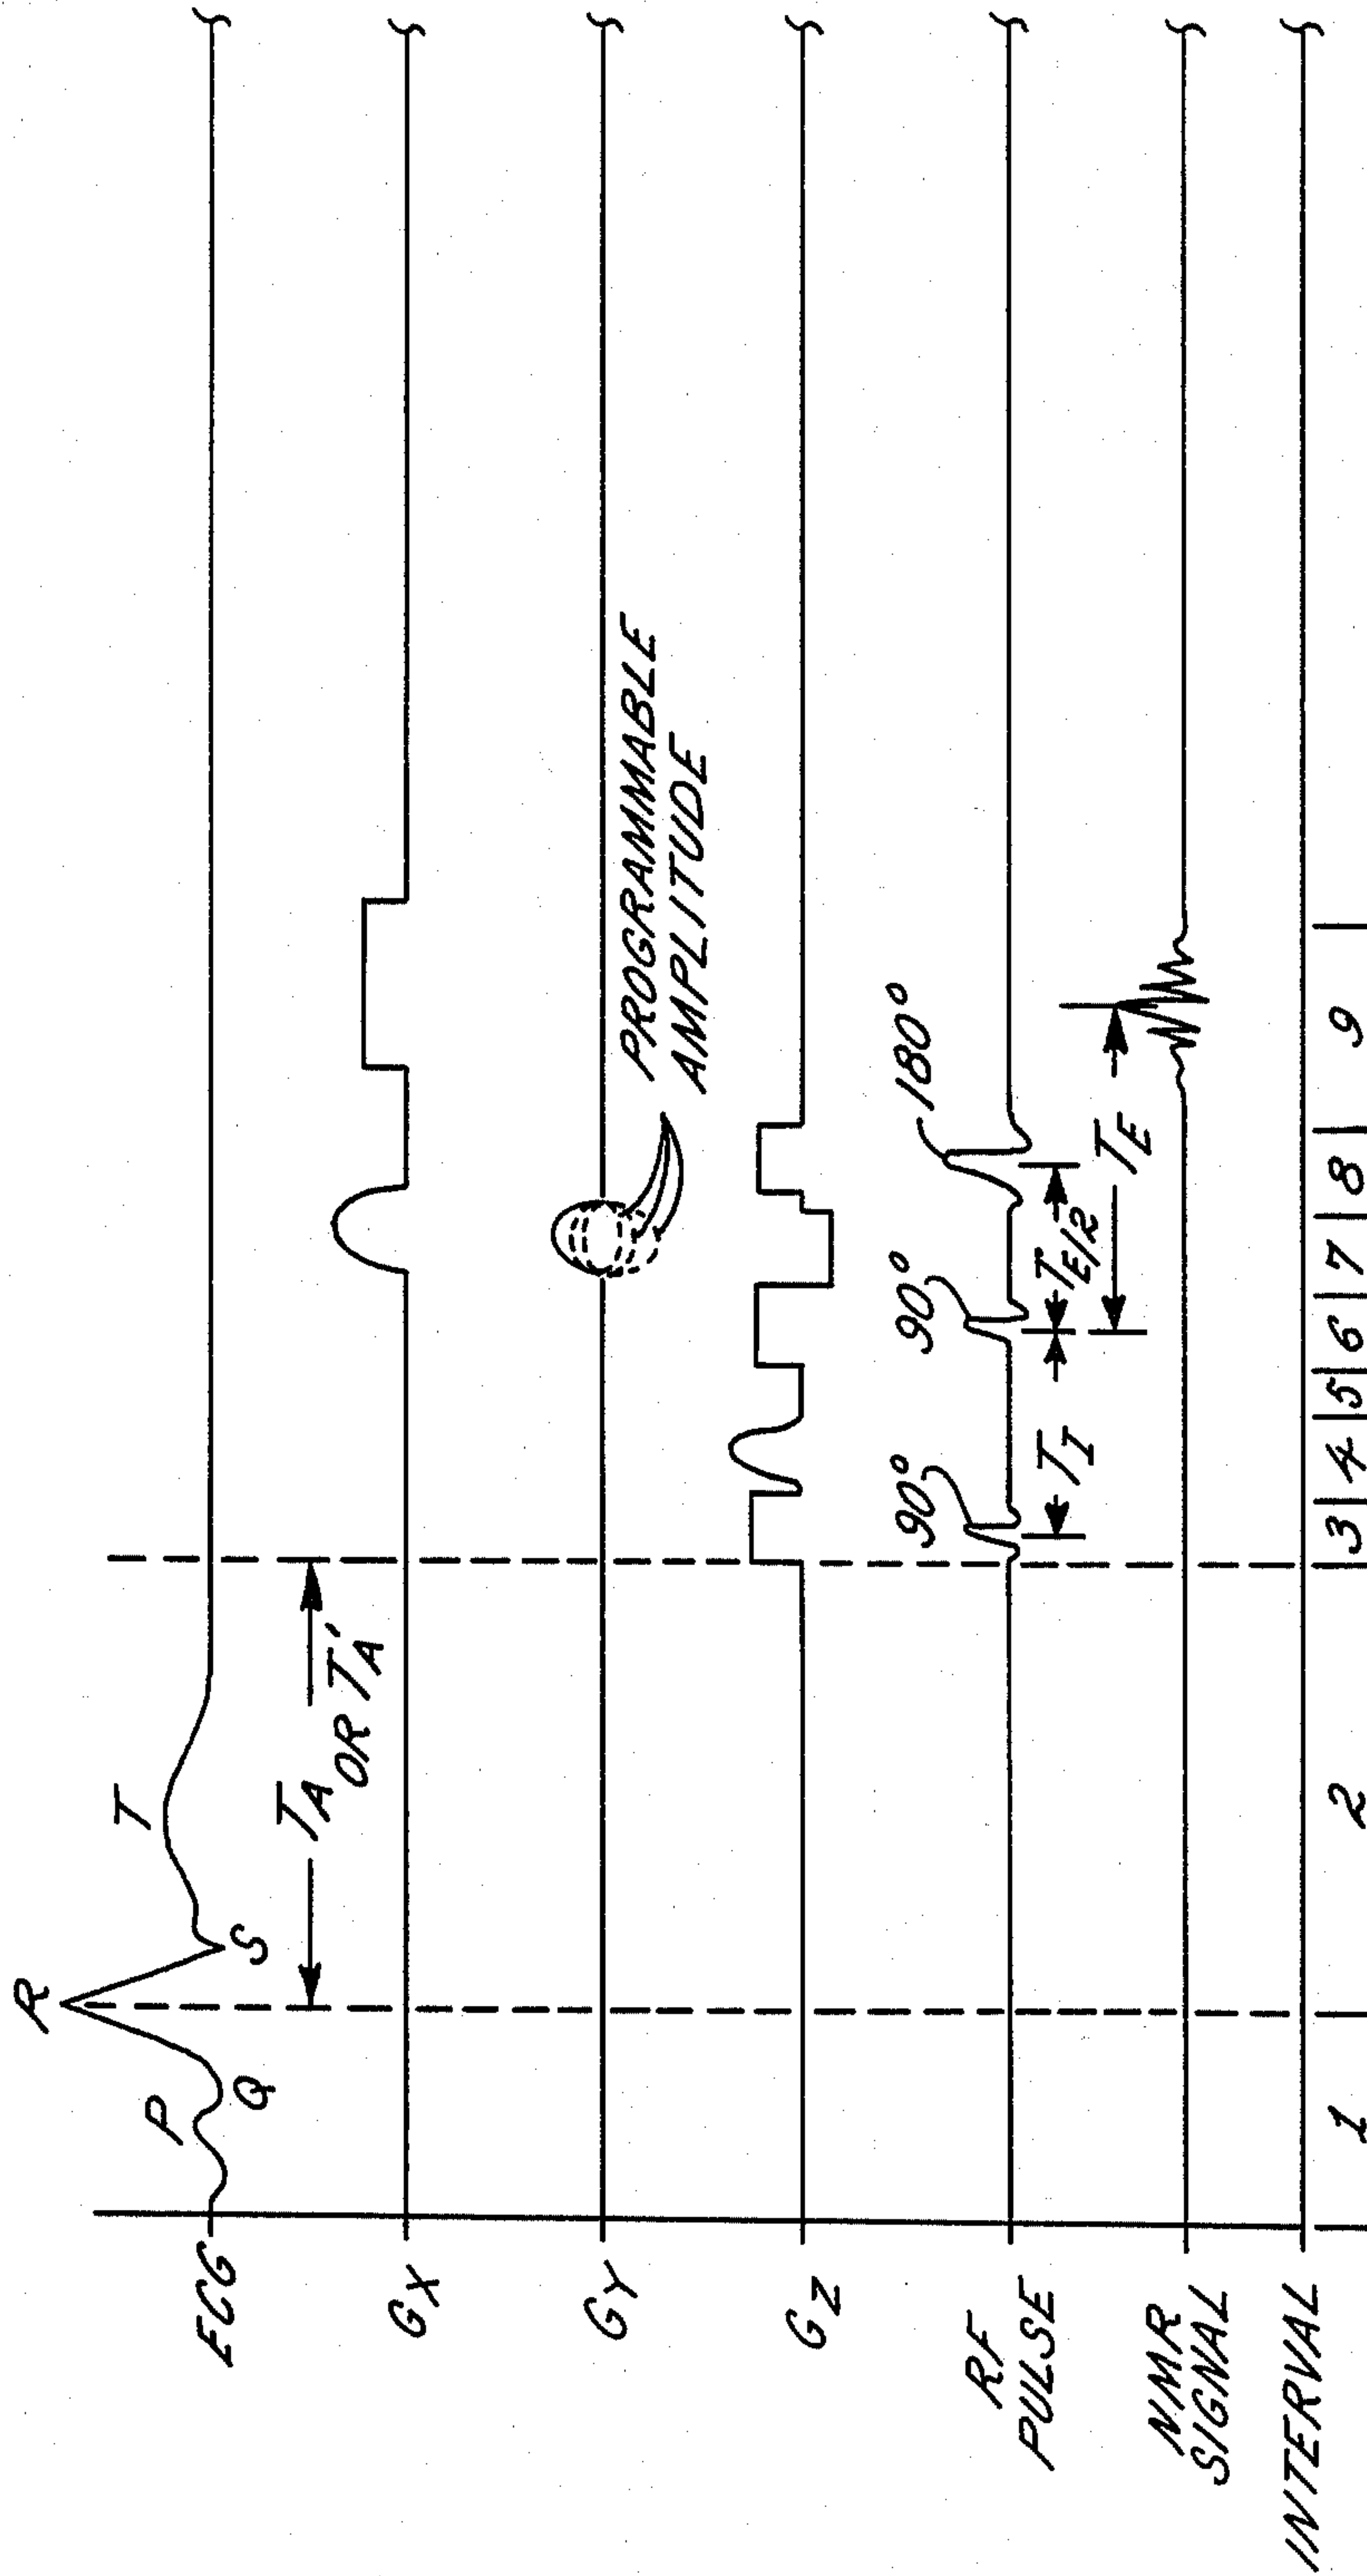 ECG
P
Q
R
S
T
TA OR TA'
GX
GY
PROGRAMMABLE
AMPLITUDE
GZ
RF
PULSE
90°
90°
180°
TI
TE/2
TE
NMR
SIGNAL
INTERVAL
1 2 3 4 5 6 7 8 9